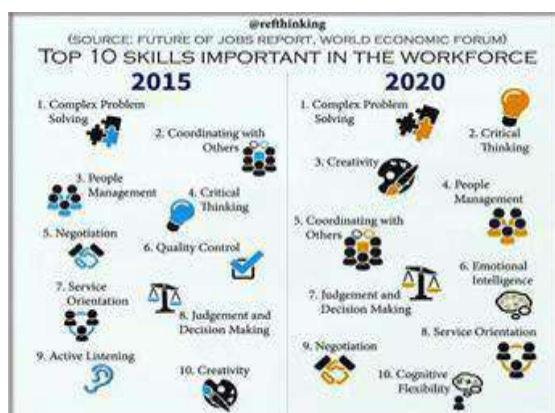 @refthinking
(SOURCE: FUTURE OF JOBS REPORT, WORLD ECONOMIC FORUM)
TOP 10 SKILLS IMPORTANT IN THE WORKFORCE
2015
1. Complex Problem
Solving
2. Coordinating with
Others
3. People
Management
4. Critical
Thinking
5. Negotiation
6. Quality Control
7. Service
Orientation
8. Judgement and
Decision Making
9. Active Listening
10. Creativity
2020
1. Complex Problem
Solving
2. Critical
Thinking
3. Creativity
4. People
Management
5. Coordinating with
Others
6. Emotional
Intelligence
7. Judgement and
Decision Making
8. Service Orientation
9. Negotiation
10. Cognitive
Flexibility